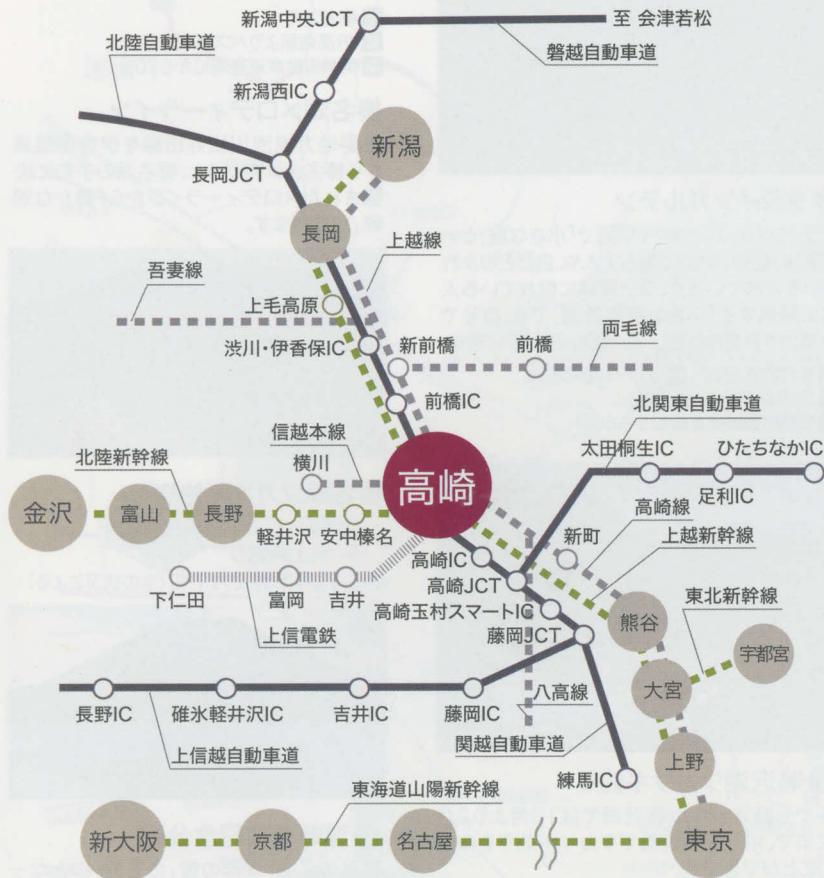 新潟中央JCT
至 会津若松
北陸自動車道
磐越自動車道
新潟西IC
新潟
長岡JCT
長岡
上越線
吾妻線
上毛高原
渋川・伊香保IC
新前橋
前橋
両毛線
前橋IC
北関東自動車道
信越本線
太田桐生IC
ひたちなかIC
北陸新幹線
横川
高崎
足利IC
金沢
富山
長野
軽井沢
安中榛名
新町
高崎線
高崎IC
上越新幹線
高崎JCT
下仁田
富岡
吉井
高崎玉村スマートIC
東北新幹線
上信電鉄
藤岡JCT
熊谷
宇都宮
大宮
長野IC
碓氷軽井沢IC
吉井IC
藤岡IC
八高線
上信越自動車道
関越自動車道
上野
練馬IC
東海道山陽新幹線
新大阪
京都
名古屋
東京